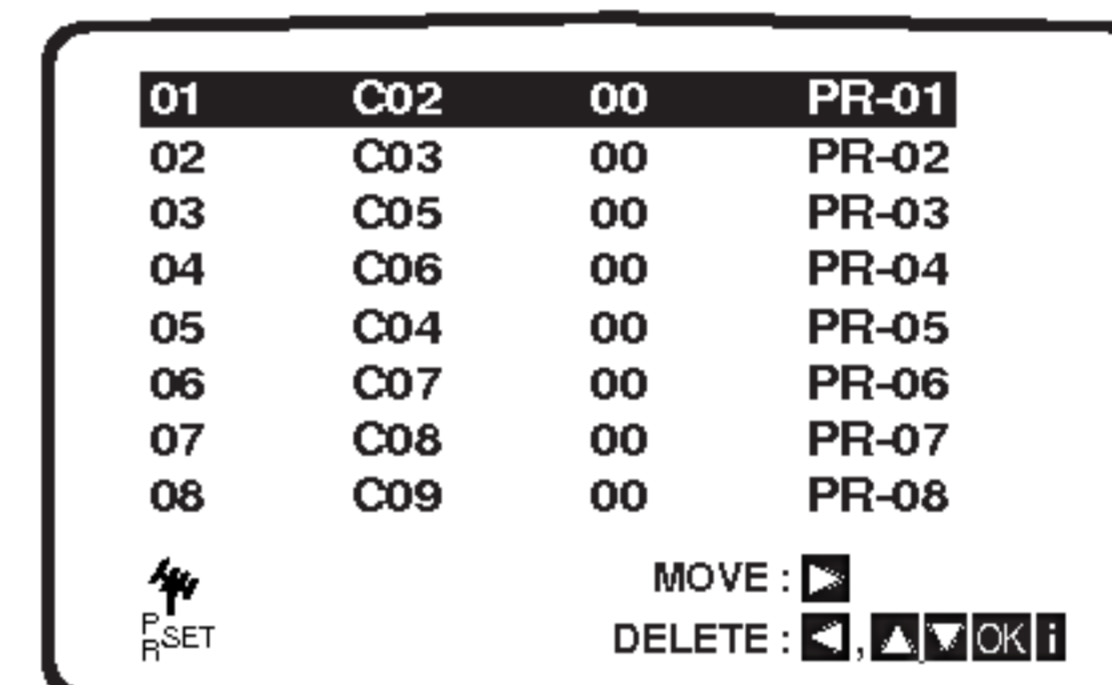 01 C02 00 PR-01
02 C03 00 PR-02
03 C05 00 PR-03
04 C06 00 PR-04
05 C04 00 PR-05
06 C07 00 PR-06
07 C08 00 PR-07
08 C09 00 PR-08
MOVE : ▷
PR SET DELETE : ◁ , △ ▽ OK i